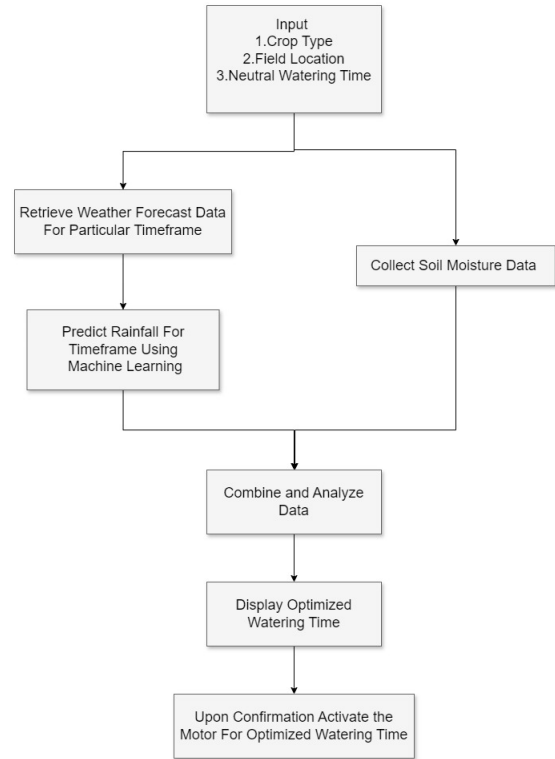 Input
1.Crop Type
2.Field Location
3.Neutral Watering Time
Retrieve Weather Forecast Data
For Particular Timeframe
Collect Soil Moisture Data
Predict Rainfall For
Timeframe Using
Machine Learning
Combine and Analyze
Data
Display Optimized
Watering Time
Upon Confirmation Activate the
Motor For Optimized Watering Time